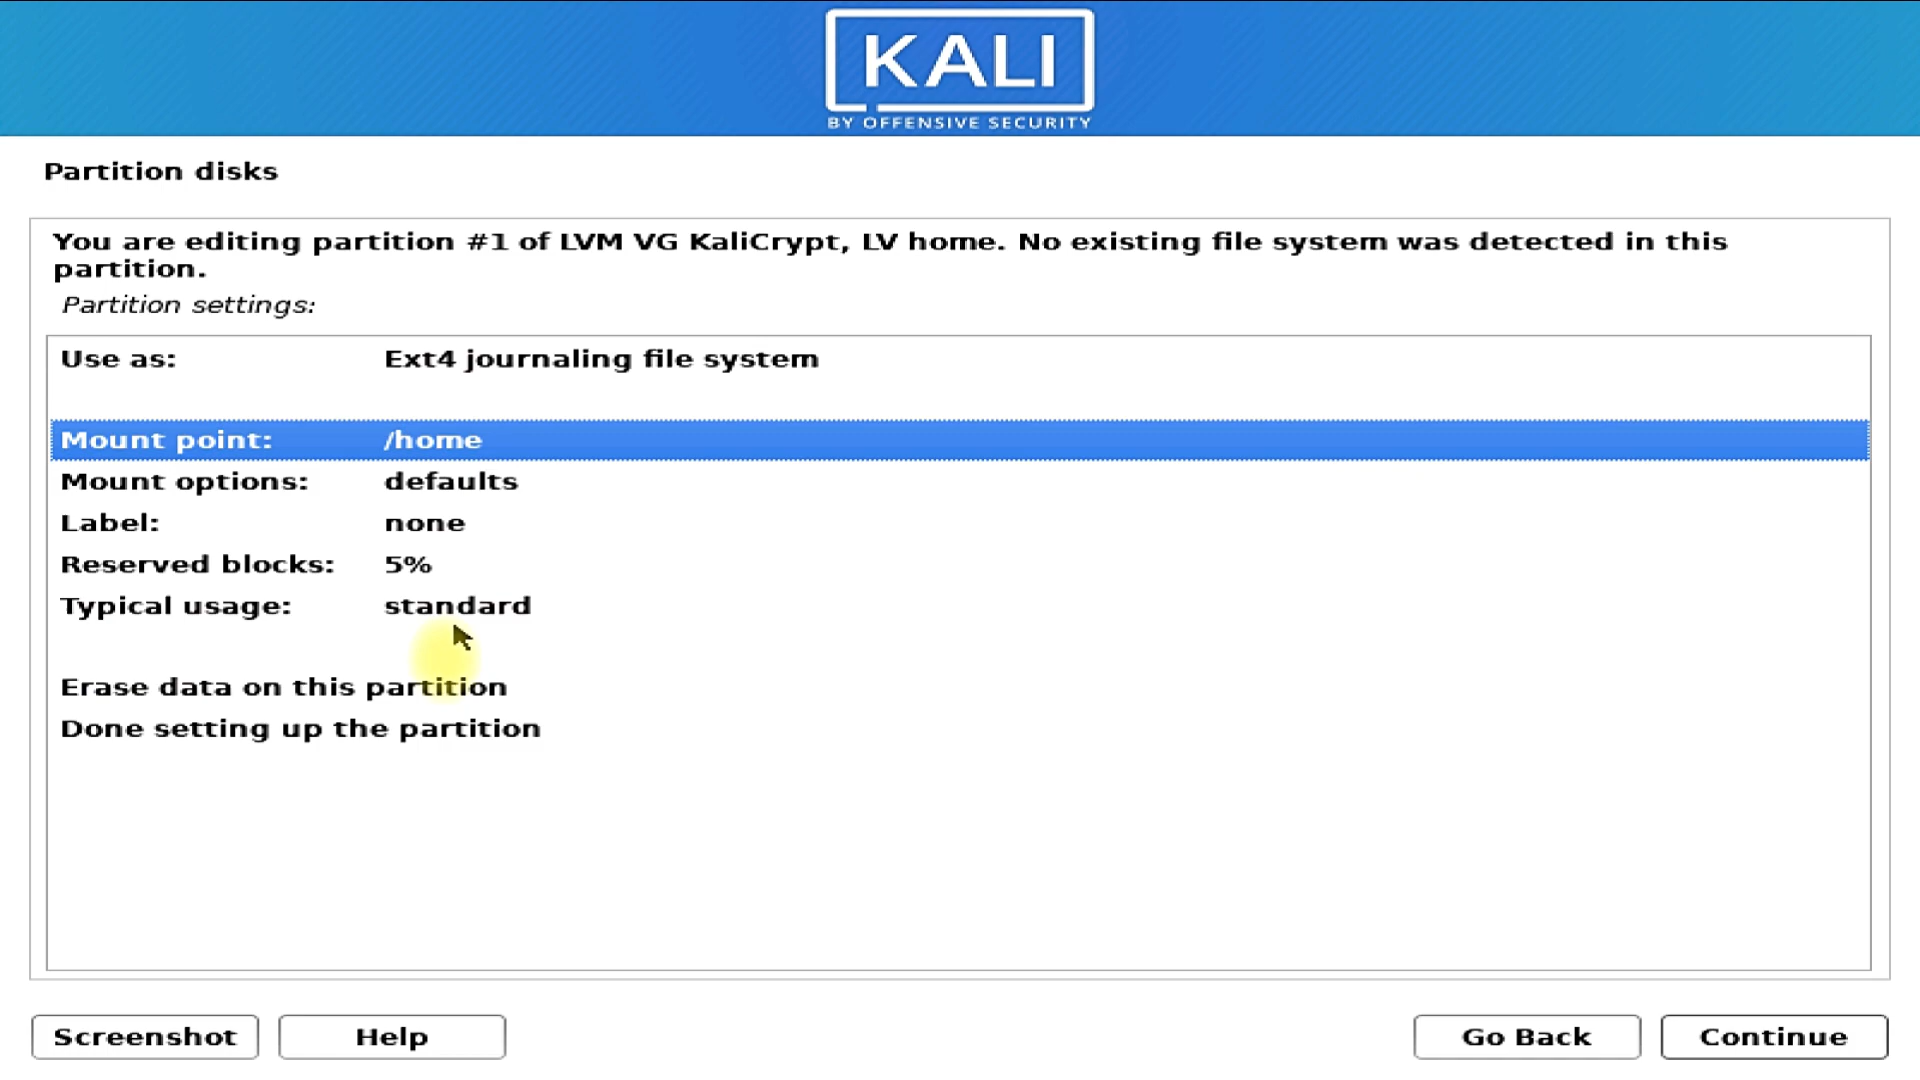 KALI
BY OFFENSIVE SECURITY
Partition disks
You are editing partition #1 of LVM VG KaliCrypt, LV home. No existing file system was detected in this
partition.
Partition settings:
Use as: Ext4 journaling file system
Mount point: /home
Mount options: defaults
Label: none
Reserved blocks: 5%
Typical usage: standard
Erase data on this partition
Done setting up the partition
Screenshot Help Go Back Continue